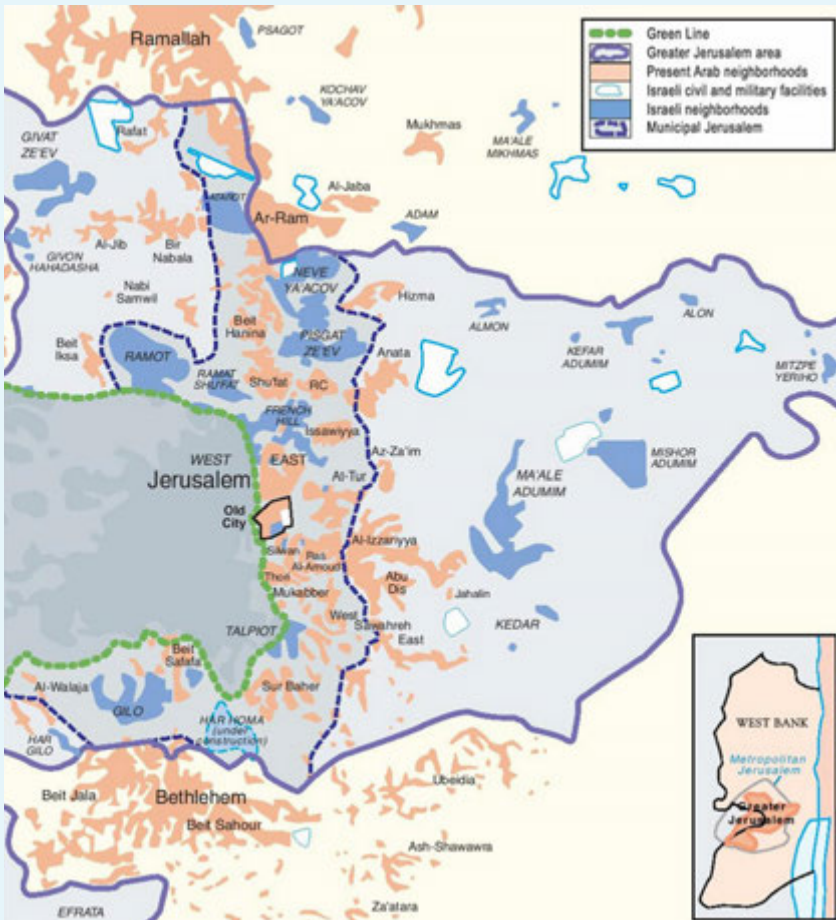 Ramallah
PSAGOT
Green Line
Greater Jerusalem area
Present Arab neighborhoods
Israeli civil and military facilities
Israeli neighborhoods
Municipal Jerusalem
KOCHAV
YA'ACOV
GIVAT
ZE'EV
Rafat
Mukhmas
MA'ALE
MIKHMAS
ATAROT
Al-Jaba
Ar-Ram
ADAM
Al-Jib
Bir
Nabala
GIVON
HAHADASHA
NEVE
YA'ACOV
Nabi
Samwil
Hizma
Beit
Hanina
ALMON
ALON
Beit
Iksa
RAMOT
PISGAT
ZE'EV
Anata
KEFAR
ADUMIM
MITZPE
YERIHO
RAMAT
SHU'FAT
Shu'fat
RC
FRENCH
HILL
Issawiyya
WEST
EAST
Jerusalem
Az-Za'im
MISHOR
ADUMIM
Al-Tur
MA'ALE
ADUMIM
Old
City
Al-Izzariyya
Silwan
Ras
Al-Amoud
Thori
Abu
Dis
Mukabber
Jahalin
West
Sawahreh
East
TALPIOT
KEDAR
Beit
Safafa
Al-Walaja
Sur Baher
GILO
HAR HOMA
(under
construction)
HAR
GILO
WEST BANK
Metropolitan
Jerusalem
Greater
Jerusalem
Ubeidia
Beit Jala
Bethlehem
Beit Sahour
Ash-Shawawra
Za'atara
EFRATA